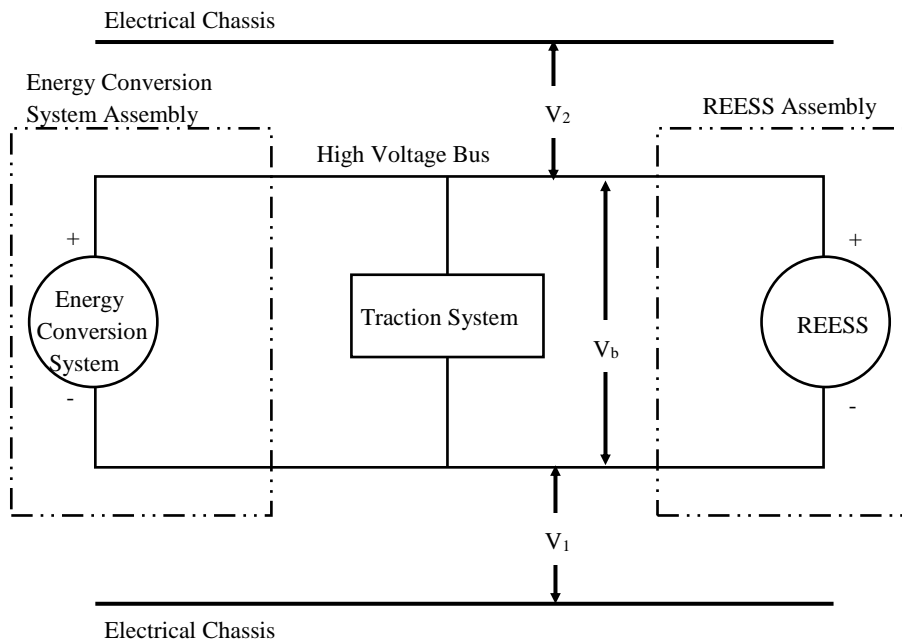 Electrical Chassis
Energy Conversion
System Assembly
V2
REESS Assembly
High Voltage Bus
+
+
Energy
Conversion
System
Traction System
REESS
Vb
-
-
V1
Electrical Chassis